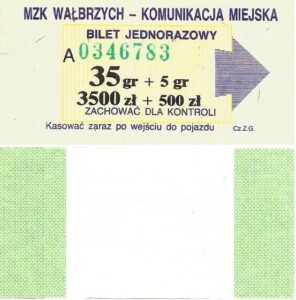 MZK WAŁBRZYCH – KOMUNIKACJA MIEJSKA
BILET JEDNORAZOWY
A 0346783
35 gr + 5 gr
3500 zł + 500 zł
ZACHOWAĆ DLA KONTROLI
Kasować zaraz po wejściu do pojazdu Cz.Z.G.